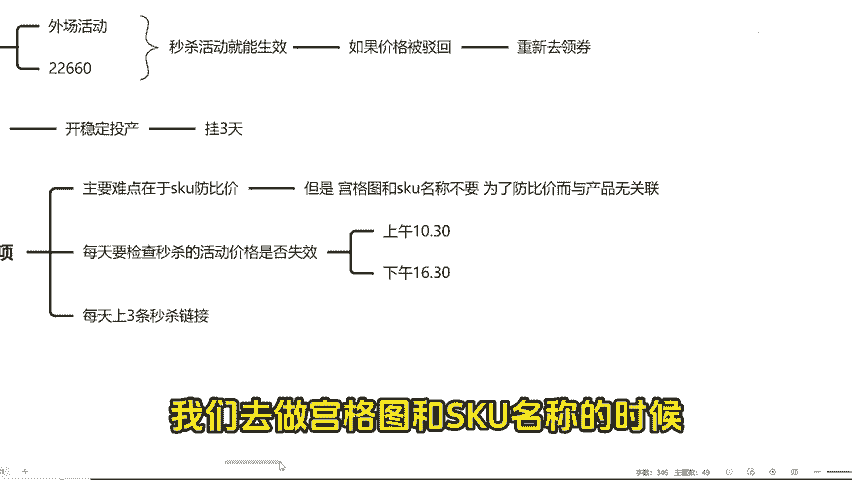 外场活动
22660
秒杀活动就能生效
如果价格被驳回
重新去领券
开稳定投产
挂3天
主要难点在于sku防比价
但是 宫格图和sku名称不要 为了防比价而与产品无关联
项
每天要检查秒杀的活动价格是否失效
上午10.30
下午16.30
每天上3条秒杀链接
我们去做宫格图和SKU名称的时候
字数：346 主题数：49